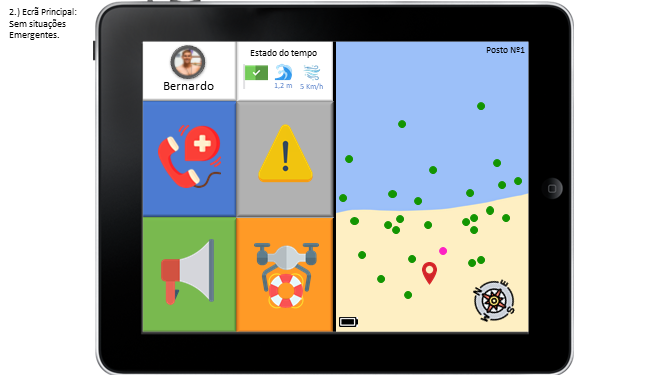 2.) Ecrã Principal:
Sem situações
Emergentes.
Bernardo
Estado do tempo
1,2 m
5 Km/h
Posto Nº1
N
E
W
S